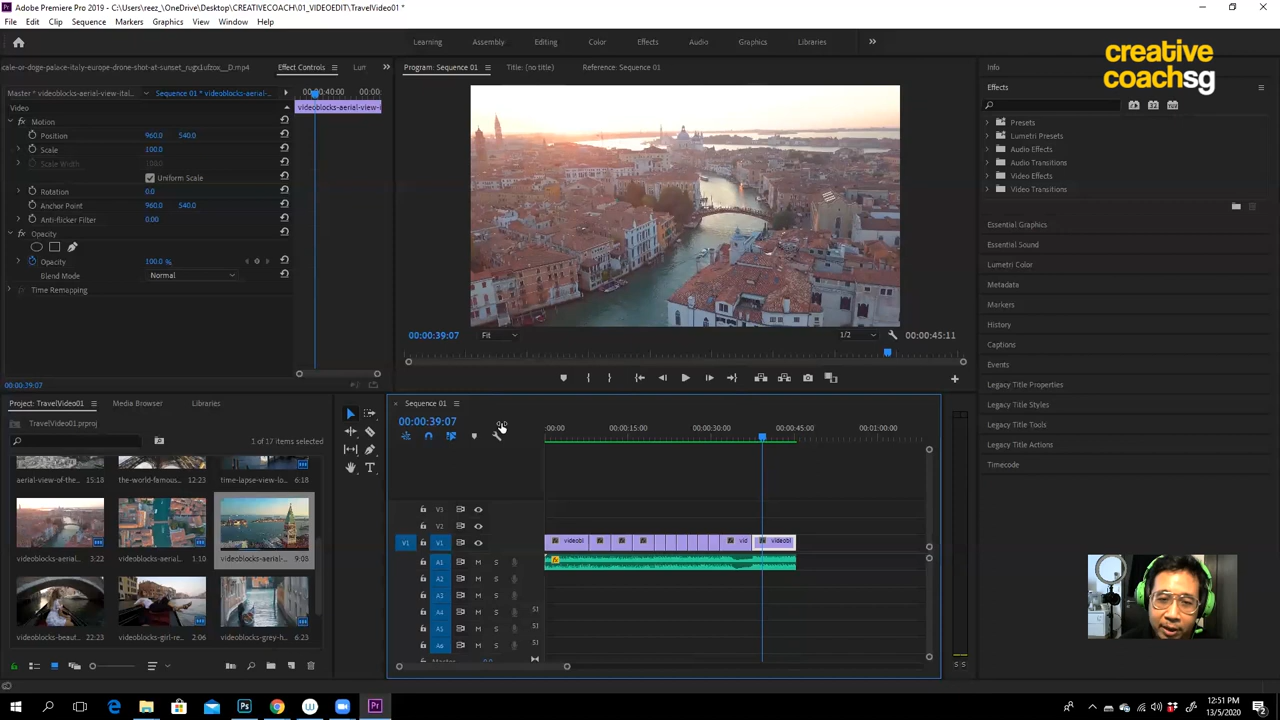 Adobe Premiere Pro 2019 - C:\Users\reez_\OneDrive\Desktop\CREATIVECOACH\01_VIDEOEDIT\TravelVideo01 *
File Edit Clip Sequence Markers Graphics View Window Help
Learning Assembly Editing Color Effects Audio Graphics Libraries
creative
coachsg
Effect Controls
Program: Sequence 01
Title: (no title)
Reference: Sequence 01
Info
Master * videoblocks-aerial-view-ital...
Sequence 01 * videoblocks-aerial-...
00:00:40:00
00:00:
Effects
Video
videoblocks-aerial-view-i
Motion
Position 960.0 540.0
Scale 100.0
Scale Width 100.0
Uniform Scale
Rotation 0.0
Anchor Point 960.0 540.0
Anti-flicker Filter 0.00
Opacity
Opacity 100.0 %
Blend Mode Normal
Time Remapping
Presets
Lumetri Presets
Audio Effects
Audio Transitions
Video Effects
Video Transitions
Essential Graphics
Essential Sound
Lumetri Color
Metadata
Markers
History
Captions
Events
Legacy Title Properties
Legacy Title Styles
Legacy Title Tools
Legacy Title Actions
Timecode
00:00:39:07 Fit 1/2 00:00:45:11
00:00:39:07
Project: TravelVideo01 Media Browser Libraries
TravelVideo01.prproj
1 of 17 items selected
aerial-view-of-the... 3:18
the-world-famous... 12:23
time-lapse-view-lo... 6:18
videoblocks-aerial... 3:22
videoblocks-aerial... 1:10
videoblocks-aerial... 9:08
videoblocks-beaut... 22:23
videoblocks-girl-re... 2:06
videoblocks-grey-h... 6:23
Sequence 01
00:00:39:07
:00:00 00:00:15:00 00:00:30:00 00:00:45:00 00:01:00:00
V3
V2
V1 V1
videobl vid videobl
A1 M S
A2 M S
A3 M S
A4 M S
A5 M S
A6 M S
S1
S1
S1
Master 0.0
S S
12:51 PM
13/5/2020